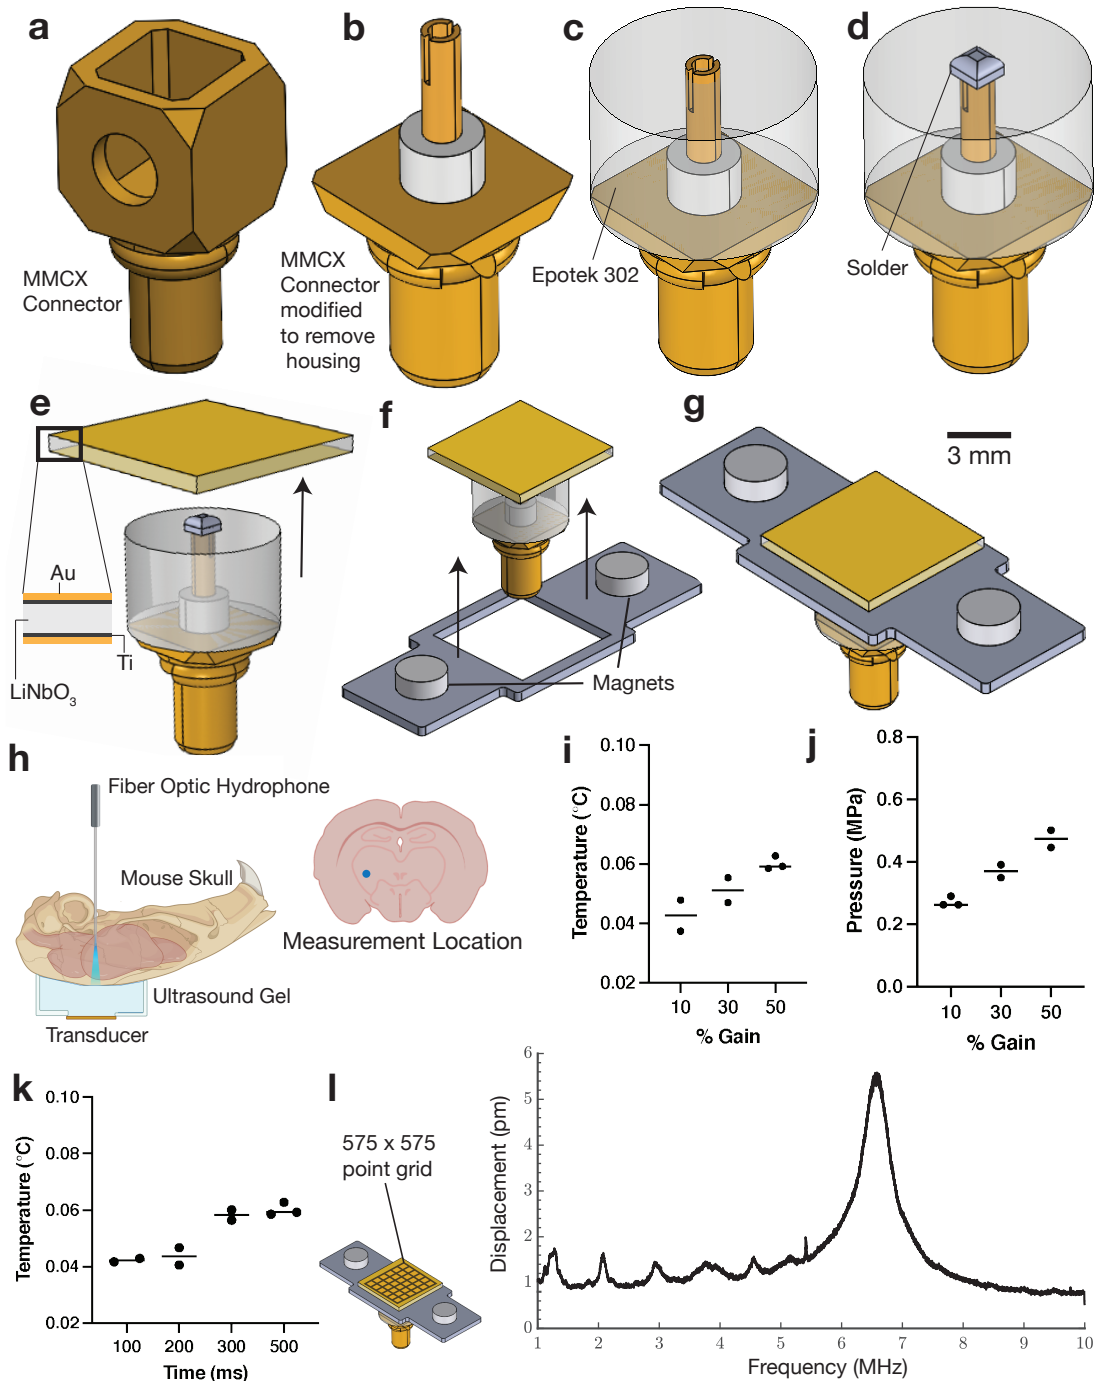 a
b
c
d
MMCX
Connector
MMCX
Connector
modified
to remove
housing
Epotek 302
Solder
e
f
g
3 mm
Au
Ti
LiNbO3
Magnets
h
Fiber Optic Hydrophone
Mouse Skull
Ultrasound Gel
Transducer
Measurement Location
i
Temperature (°C)
0.10
0.08
0.06
0.04
0.02
10 30 50
% Gain
j
Pressure (MPa)
0.8
0.6
0.4
0.2
0.0
10 30 50
% Gain
k
Temperature (°C)
0.10
0.08
0.06
0.04
0.02
100 200 300 500
Time (ms)
l
575 x 575
point grid
Displacement (pm)
6
5
4
3
2
1
0
1 2 3 4 5 6 7 8 9 10
Frequency (MHz)